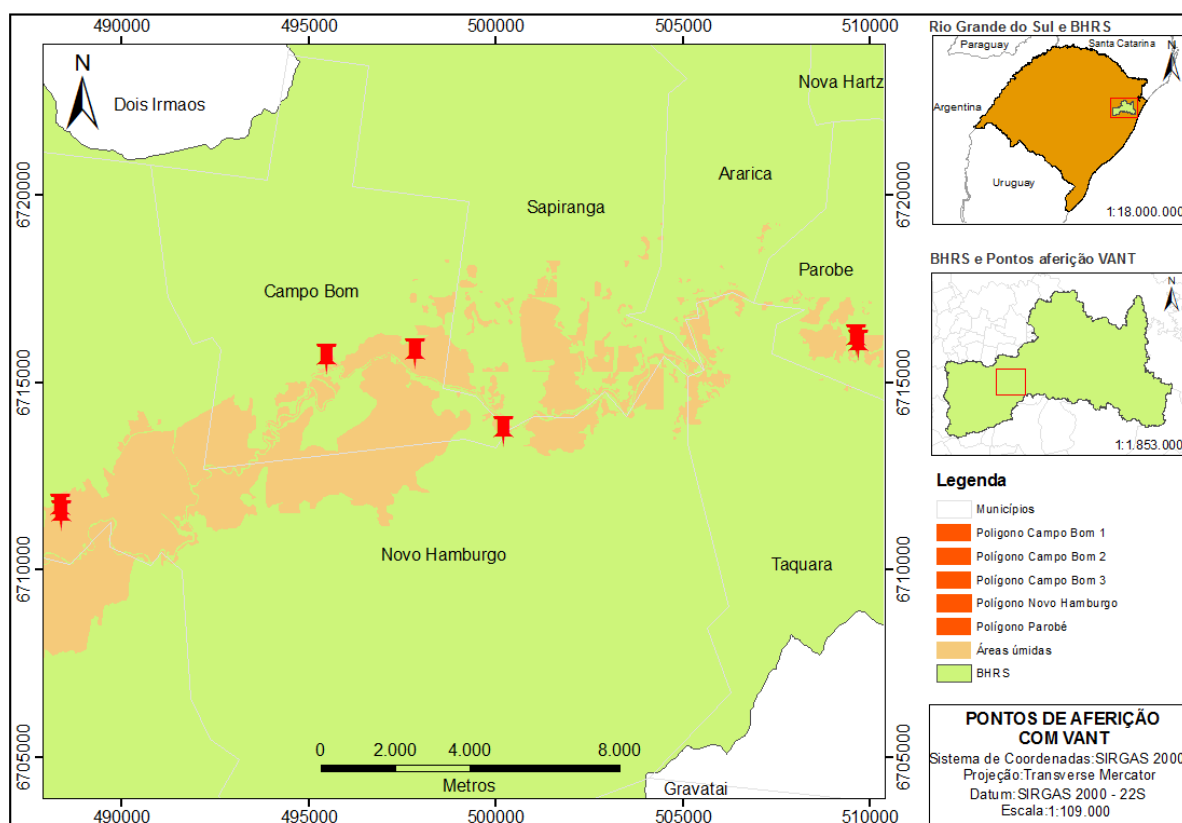 490000 495000 500000 505000 510000
N
Dois Irmaos
Nova Hartz
Ararica
Sapiranga
Parobe
Campo Bom
Novo Hamburgo
Taquara
Gravatai
6720000
6715000
6710000
6705000
6720000
6715000
6710000
6705000
0 2.000 4.000 8.000
Metros
490000 495000 500000 505000 510000
Rio Grande do Sul e BHRS
Paraguay
Santa Catarina
N
Argentina
Uruguay
1:18.000.000
BHRS e Pontos aferição VANT
N
1:1.853.000
Legenda
Municípios
Poligono Campo Bom 1
Polígono Campo Bom 2
Polígono Campo Bom 3
Polígono Novo Hamburgo
Polígono Parobé
Áreas úmidas
BHRS
PONTOS DE AFERIÇÃO
COM VANT
Sistema de Coordenadas:SIRGAS 2000
Projeção:Transverse Mercator
Datum:SIRGAS 2000 - 22S
Escala:1:109.000